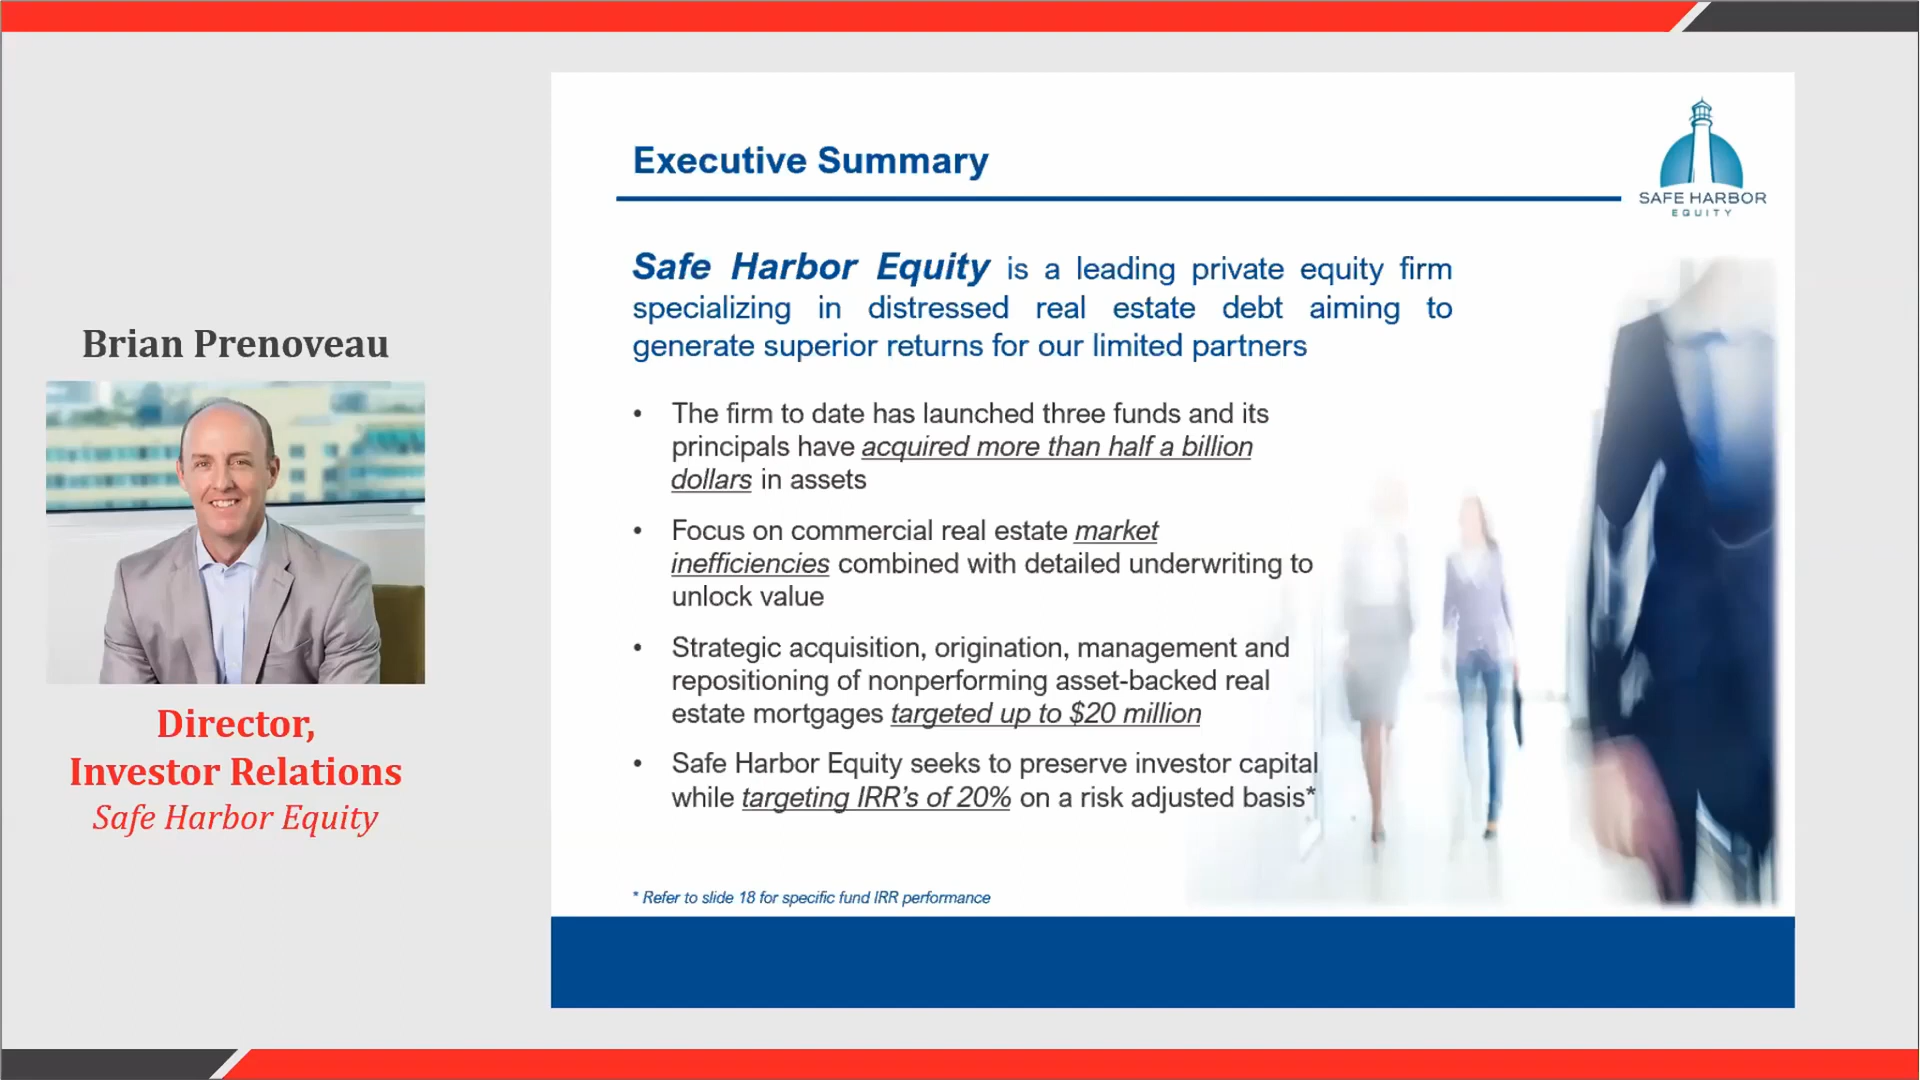 Brian Prenoveau
Director,
Investor Relations
Safe Harbor Equity
Executive Summary
SAFE HARBOR
EQUITY
Safe Harbor Equity is a leading private equity firm
specializing in distressed real estate debt aiming to
generate superior returns for our limited partners
• The firm to date has launched three funds and its
principals have acquired more than half a billion
dollars in assets
• Focus on commercial real estate market
inefficiencies combined with detailed underwriting to
unlock value
• Strategic acquisition, origination, management and
repositioning of nonperforming asset-backed real
estate mortgages targeted up to $20 million
• Safe Harbor Equity seeks to preserve investor capital
while targeting IRR’s of 20% on a risk adjusted basis*
* Refer to slide 18 for specific fund IRR performance